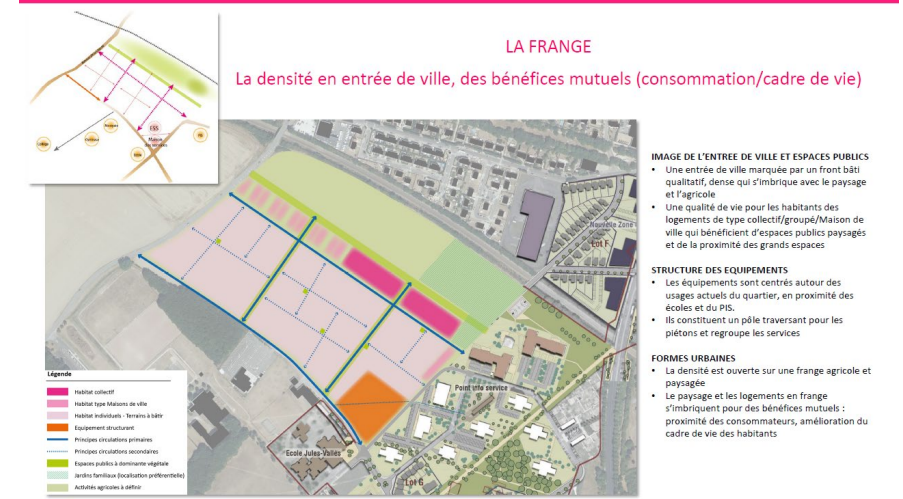 LA FRANGE
La densité en entrée de ville, des bénéfices mutuels (consommation/cadre de vie)
ESS
Maison des services
Collège
IMAGE DE L'ENTREE DE VILLE ET ESPACES PUBLICS
• Une entrée de ville marquée par un front bâti
qualitatif, dense qui s'imbrique avec le paysage
et l'agricole
• Une qualité de vie pour les habitants des
logements de type collectif/groupé/Maison de
ville qui bénéficient d'espaces publics paysagés
et de la proximité des grands espaces
STRUCTURE DES EQUIPEMENTS
• Les équipements sont centrés autour des
usages actuels du quartier, en proximité des
écoles et du PIS.
• Ils constituent un pôle traversant pour les
piétons et regroupe les services
FORMES URBAINES
• La densité est ouverte sur une frange agricole et
paysagée
• Le paysage et les logements en frange
s'imbriquent pour des bénéfices mutuels :
proximité des consommateurs, amélioration du
cadre de vie des habitants
Nouvelle Zone
Lot F
Point info service
Ecole Jules-Vallès
Lot G
Légende
Habitat collectif
Habitat type Maisons de ville
Habitat individuels - Terrains à bâtir
Equipement structurant
Principes circulations primaires
Principes circulations secondaires
Espaces publics à dominante végétale
Jardins familiaux (localisation préférentielle)
Activités agricoles à définir